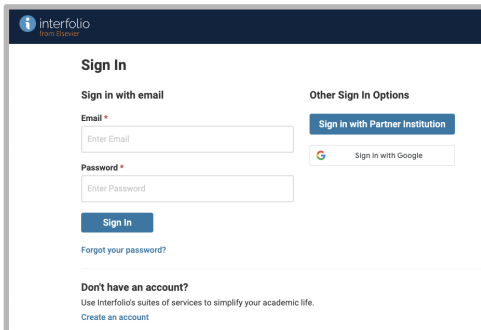 interfolio
from Elsevier
Sign In
Sign in with email
Email *
Enter Email
Password *
Enter Password
Sign In
Forgot your password?
Other Sign In Options
Sign in with Partner Institution
Sign in with Google
Don't have an account?
Use Interfolio's suites of services to simplify your academic life.
Create an account